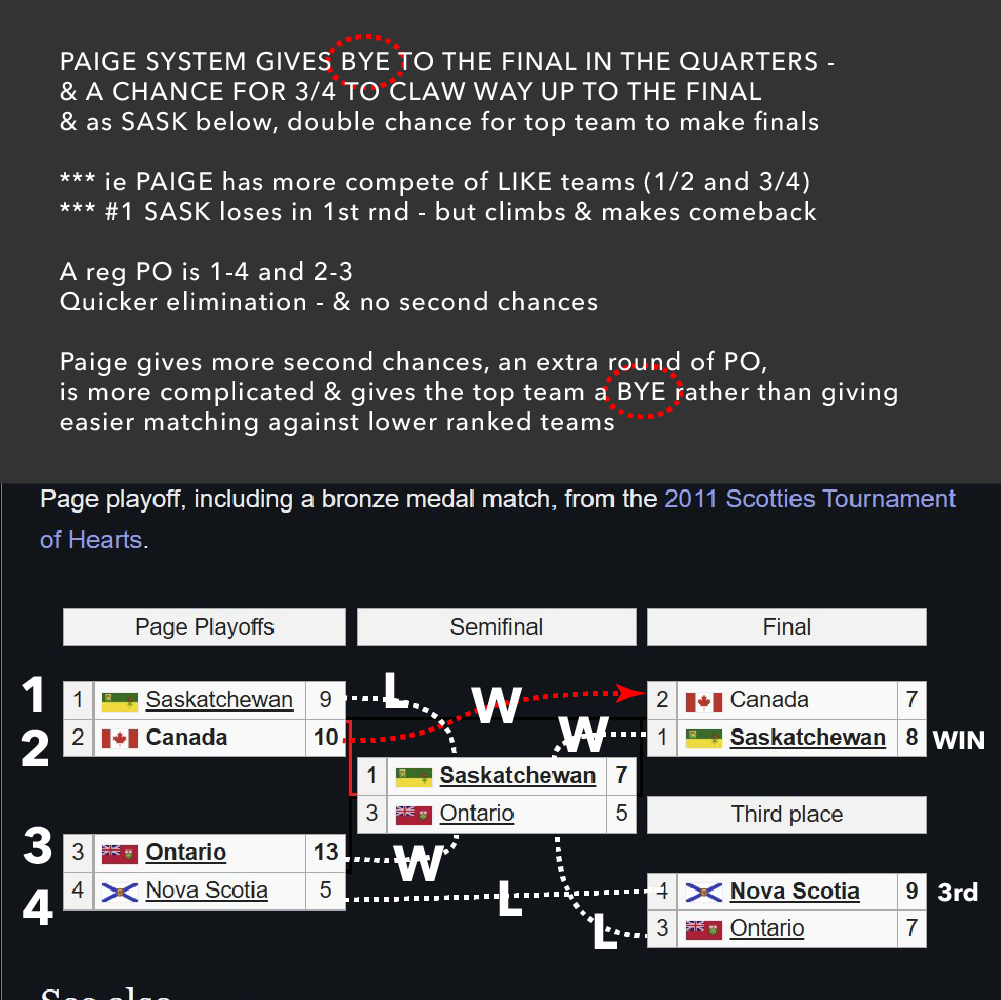 PAIGE SYSTEM GIVES BYE TO THE FINAL IN THE QUARTERS -
& A CHANCE FOR 3/4 TO CLAW WAY UP TO THE FINAL
& as SASK below, double chance for top team to make finals
*** ie PAIGE has more compete of LIKE teams (1/2 and 3/4)
*** #1 SASK loses in 1st rnd - but climbs & makes comeback
A reg PO is 1-4 and 2-3
Quicker elimination - & no second chances
Paige gives more second chances, an extra round of PO,
is more complicated & gives the top team a BYE rather than giving
easier matching against lower ranked teams
Page playoff, including a bronze medal match, from the 2011 Scotties Tournament
of Hearts.
Page Playoffs Semifinal Final
1 1 Saskatchewan 9 L W 2 Canada 7
2 2 Canada 10 W 1 Saskatchewan 8 WIN
1 Saskatchewan 7
3 Ontario 5 Third place
3 3 Ontario 13 W
4 4 Nova Scotia 5 L 4 Nova Scotia 9 3rd
L 3 Ontario 7
See also